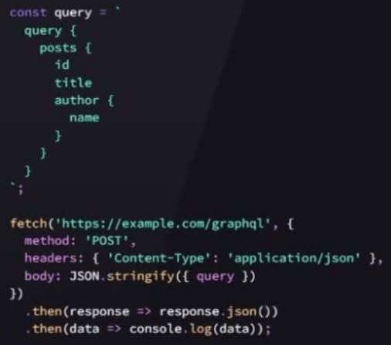 const query = `
  query {
    posts {
      id
      title
      author {
        name
      }
    }
  }
`;

fetch('https://example.com/graphql', {
  method: 'POST',
  headers: { 'Content-Type': 'application/json' },
  body: JSON.stringify({ query })
})
  .then(response => response.json())
  .then(data => console.log(data));